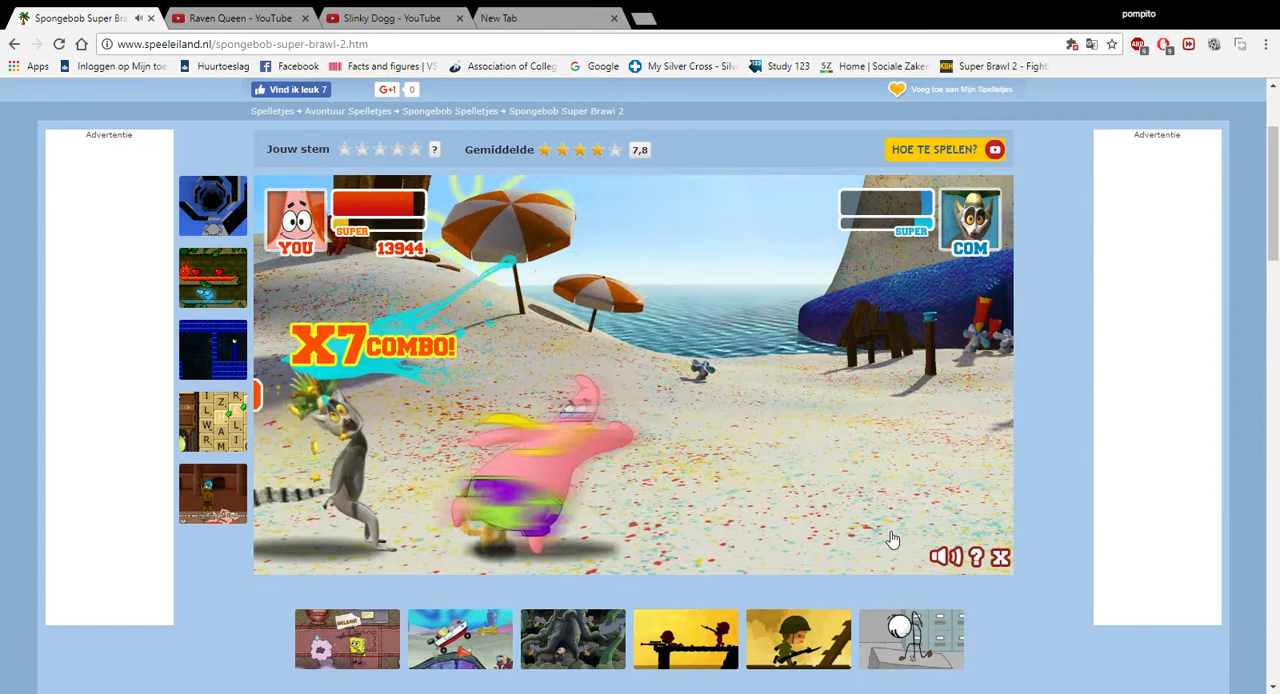 pompito
Spongebob Super Bra
Raven Queen - YouTube
Slinky Dogg - YouTube
New Tab
www.speeleiland.nl/spongebob-super-brawl-2.htm
Apps
Inloggen op Mijn toe
Huurtoeslag
Facebook
Facts and figures | VS
Association of Colleg
Google
My Silver Cross - Silv
Study 123
Home | Sociale Zaken
Super Brawl 2 - Fight
Vind ik leuk 7
G+1
0
Voeg toe aan Mijn Spelletjes
Spelletjes
Avontuur Spelletjes
Spongebob Spelletjes
Spongebob Super Brawl 2
Advertentie
Advertentie
Jouw stem
?
Gemiddelde
7,8
HOE TE SPELEN?
YOU
SUPER
13944
SUPER
COM
X7 COMBO!
? X